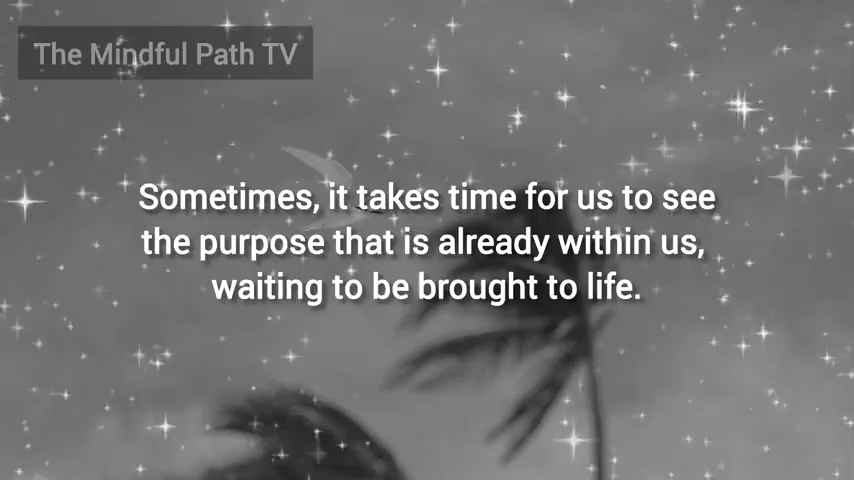 The Mindful Path TV
Sometimes, it takes time for us to see
the purpose that is already within us,
waiting to be brought to life.